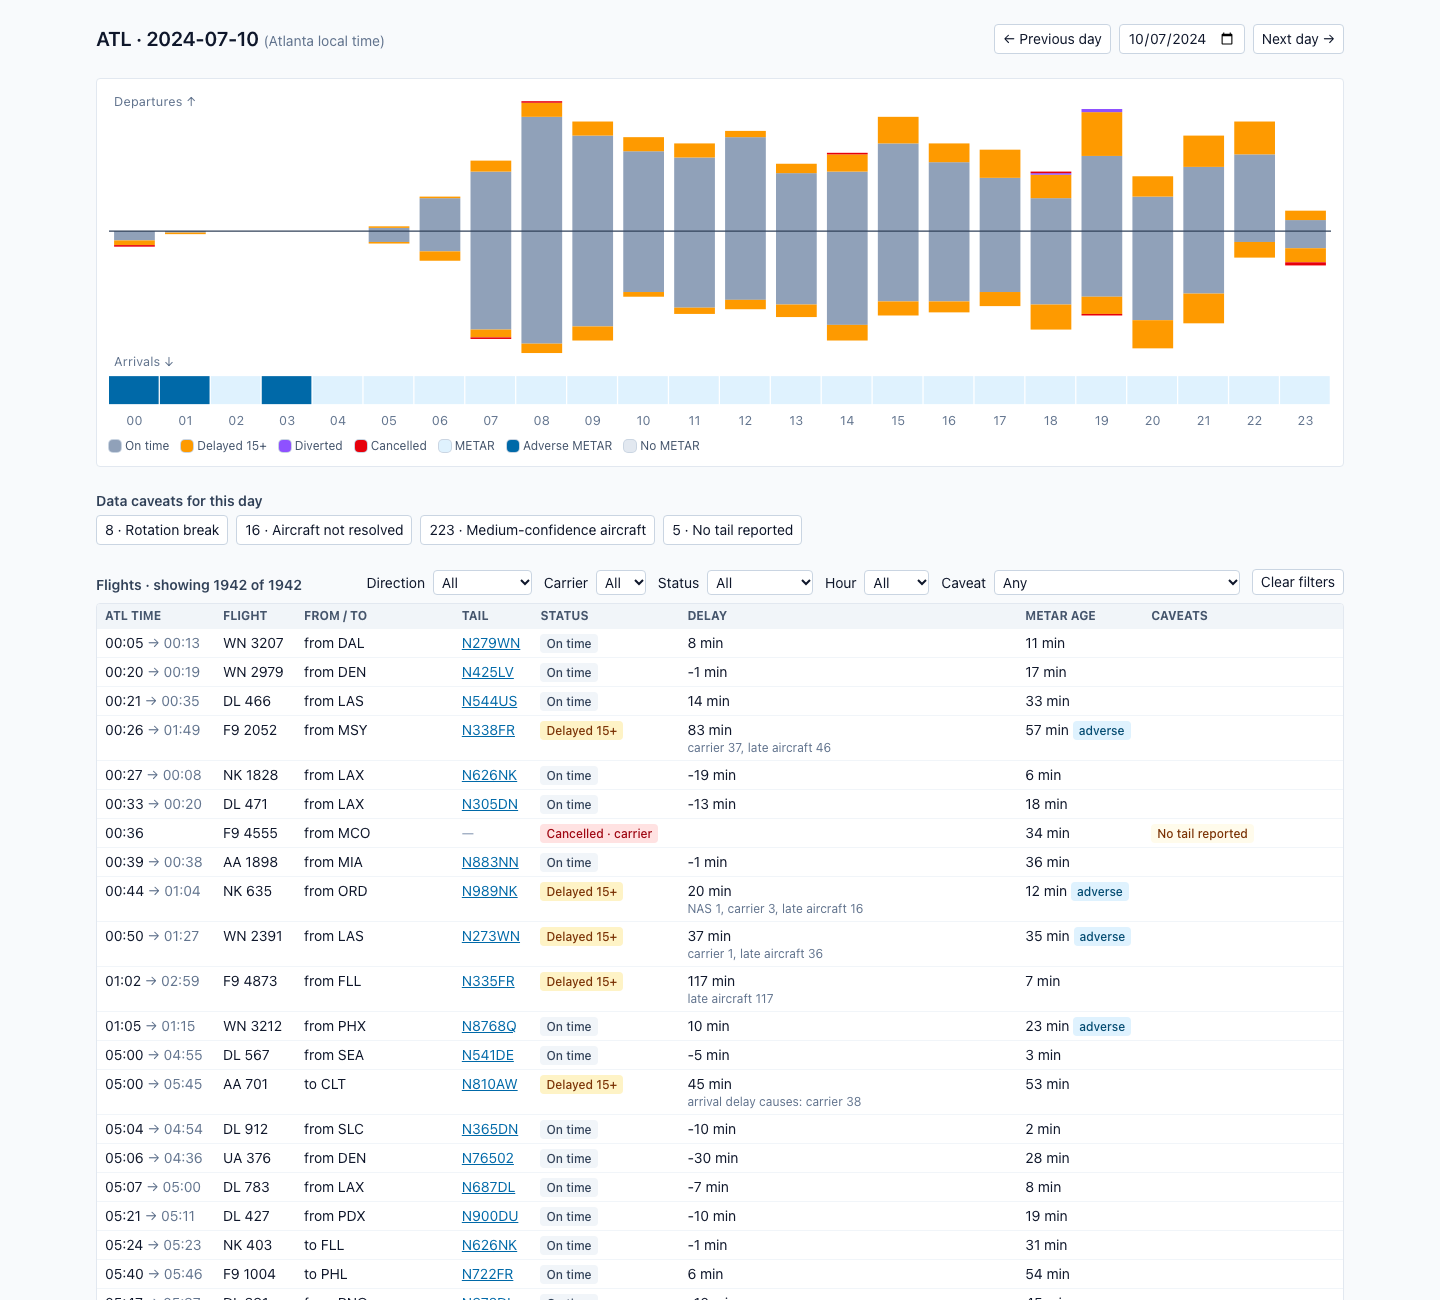 ATL · 2024-07-10 (Atlanta local time)
← Previous day
10/07/2024
Next day →
Departures ↑
Arrivals ↓
00 01 02 03 04 05 06 07 08 09 10 11 12 13 14 15 16 17 18 19 20 21 22 23
On time Delayed 15+ Diverted Cancelled METAR Adverse METAR No METAR
Data caveats for this day
8 · Rotation break
16 · Aircraft not resolved
223 · Medium-confidence aircraft
5 · No tail reported
Flights · showing 1942 of 1942
Direction All Carrier All Status All Hour All Caveat Any Clear filters
ATL TIME FLIGHT FROM / TO TAIL STATUS DELAY METAR AGE CAVEATS
00:05 → 00:13 WN 3207 from DAL N279WN On time 8 min 11 min
00:20 → 00:19 WN 2979 from DEN N425LV On time -1 min 17 min
00:21 → 00:35 DL 466 from LAS N544US On time 14 min 33 min
00:26 → 01:49 F9 2052 from MSY N338FR Delayed 15+ 83 min 57 min adverse
carrier 37, late aircraft 46
00:27 → 00:08 NK 1828 from LAX N626NK On time -19 min 6 min
00:33 → 00:20 DL 471 from LAX N305DN On time -13 min 18 min
00:36 F9 4555 from MCO — Cancelled · carrier 34 min No tail reported
00:39 → 00:38 AA 1898 from MIA N883NN On time -1 min 36 min
00:44 → 01:04 NK 635 from ORD N989NK Delayed 15+ 20 min 12 min adverse
NAS 1, carrier 3, late aircraft 16
00:50 → 01:27 WN 2391 from LAS N273WN Delayed 15+ 37 min 35 min adverse
carrier 1, late aircraft 36
01:02 → 02:59 F9 4873 from FLL N335FR Delayed 15+ 117 min 7 min
late aircraft 117
01:05 → 01:15 WN 3212 from PHX N8768Q On time 10 min 23 min adverse
05:00 → 04:55 DL 567 from SEA N541DE On time -5 min 3 min
05:00 → 05:45 AA 701 to CLT N810AW Delayed 15+ 45 min 53 min
arrival delay causes: carrier 38
05:04 → 04:54 DL 912 from SLC N365DN On time -10 min 2 min
05:06 → 04:36 UA 376 from DEN N76502 On time -30 min 28 min
05:07 → 05:00 DL 783 from LAX N687DL On time -7 min 8 min
05:21 → 05:11 DL 427 from PDX N900DU On time -10 min 19 min
05:24 → 05:23 NK 403 to FLL N626NK On time -1 min 31 min
05:40 → 05:46 F9 1004 to PHL N722FR On time 6 min 54 min